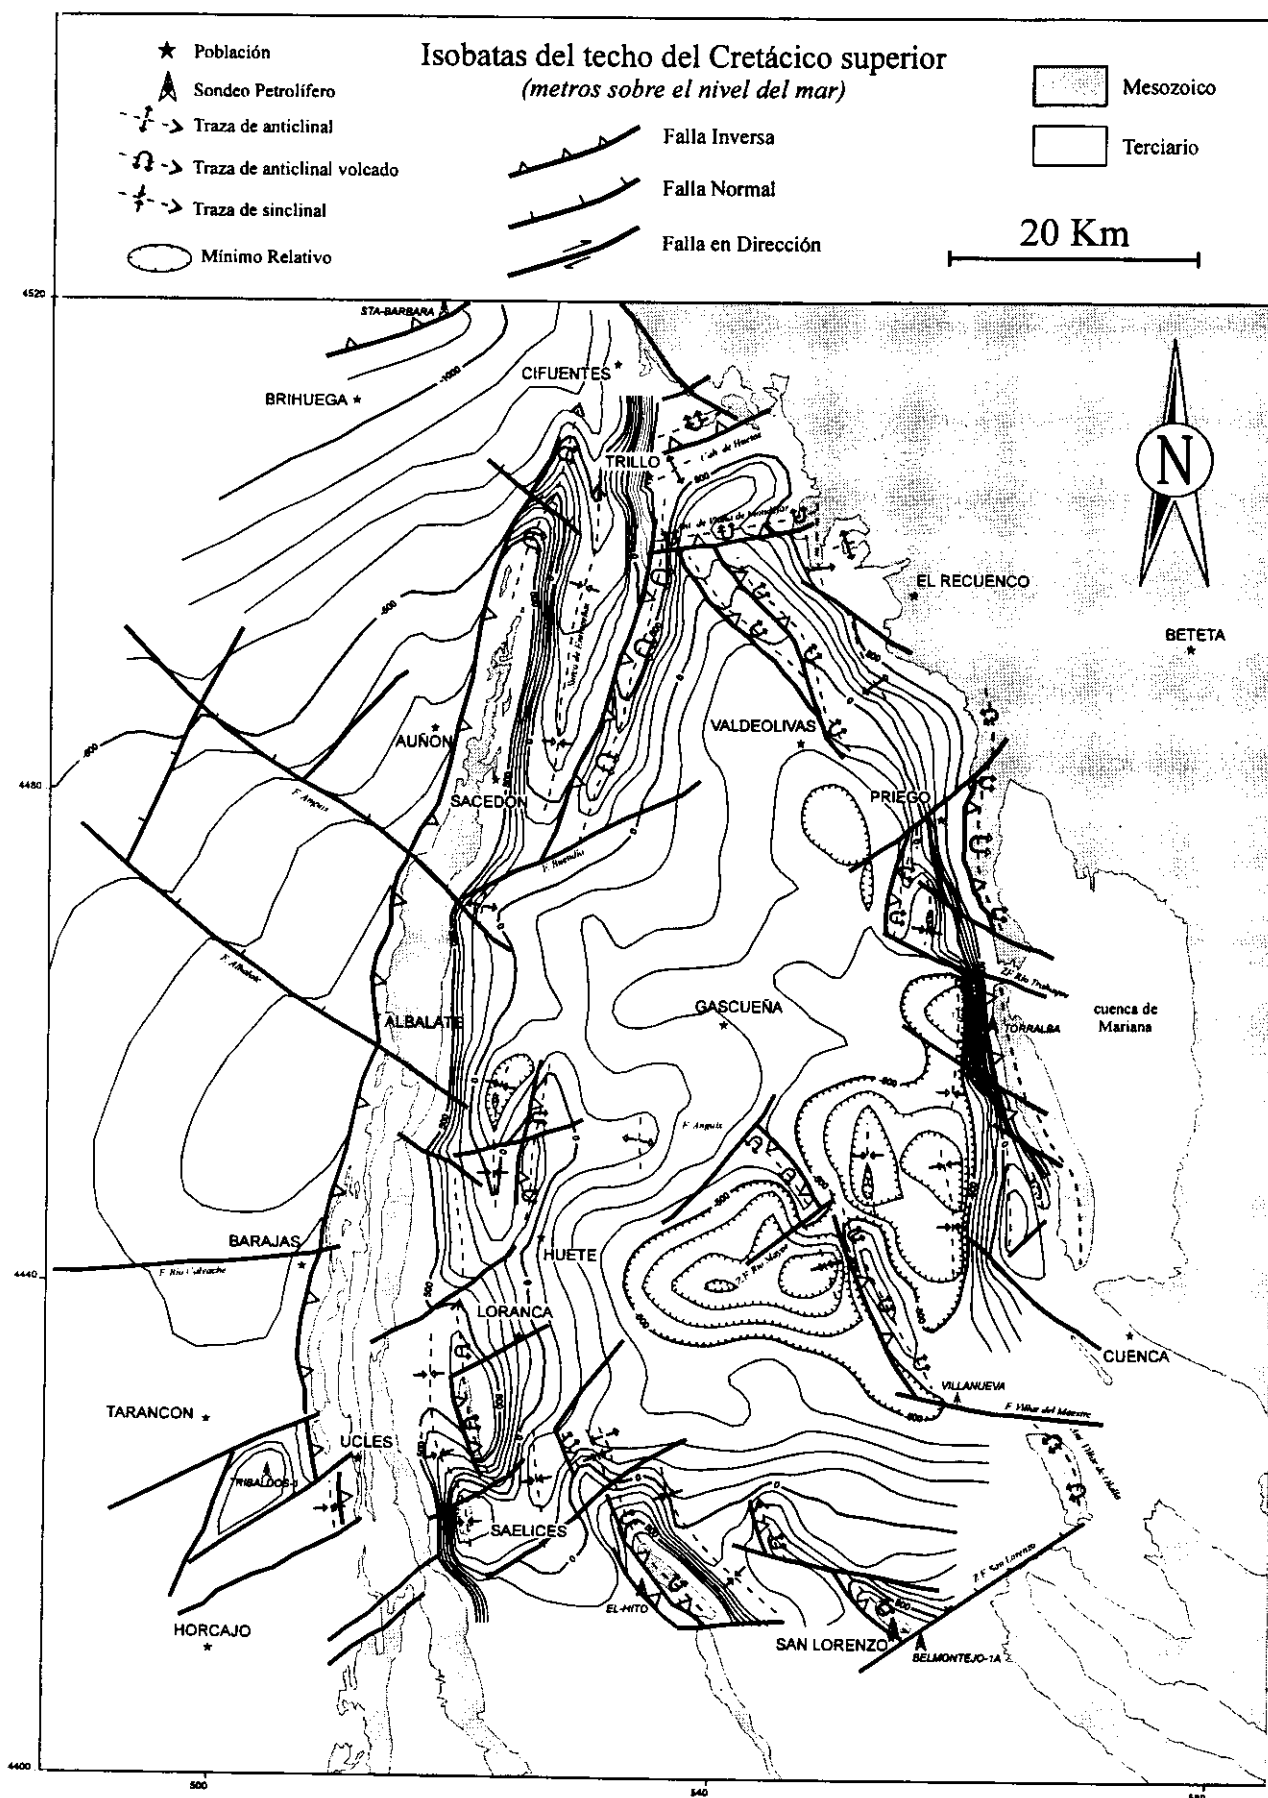 Isobatas del techo del Cretácico superior
(metros sobre el nivel del mar)
Población
Sondeo Petrolífero
Traza de anticlinal
Traza de anticlinal volcado
Traza de sinclinal
Mínimo Relativo
Falla Inversa
Falla Normal
Falla en Dirección
Mesozoico
Terciario
20 Km
4520
STA-BARBARA
CIFUENTES
-1000
BRIHUEGA
TRILLO
N
EL RECUENCO
BETETA
-500
AUÑON
VALDEOLIVAS
4480
SACEDON
PRIEGO
F. Anguix
F. Buendía
F. Albalate
GASCUEÑA
ALBALATE
TORRALBA
cuenca de
Mariana
F. Anguix
BARAJAS
HUETE
4440
LORANCA
CUENCA
VILLANUEVA
F. Villar del Maestre
TARANCON
UCLES
TRIBALDOS-1
SAELICES
Z.F. San Lorenzo
EL-HITO
HORCAJO
SAN LORENZO
BELMONTEJO-1A
4400
500
540